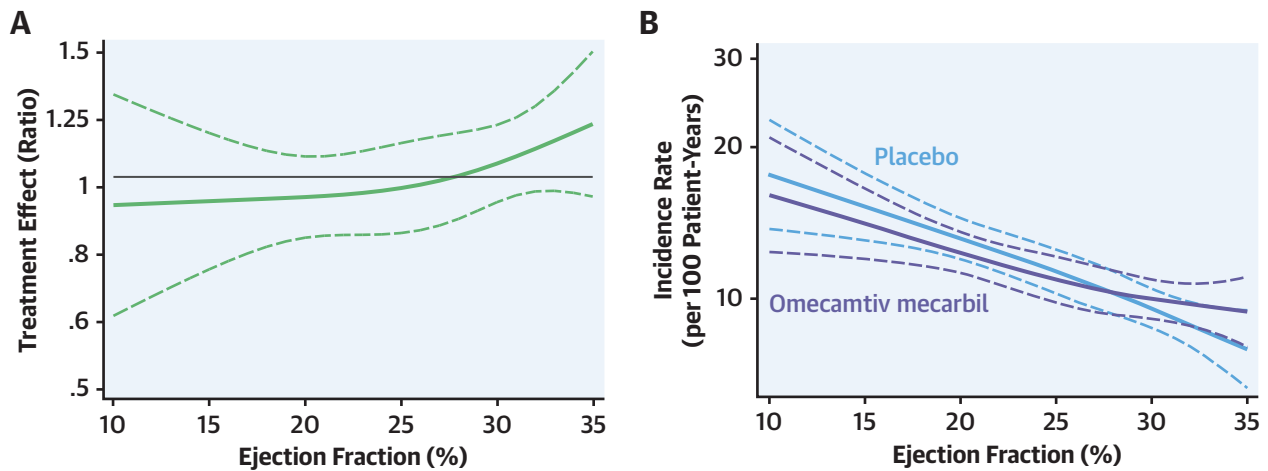 A
Treatment Effect (Ratio)
1.5
1.25
1
.8
.6
.5
10 15 20 25 30 35
Ejection Fraction (%)
B
Incidence Rate
(per 100 Patient-Years)
30
20
10
Placebo
Omecamtiv mecarbil
10 15 20 25 30 35
Ejection Fraction (%)